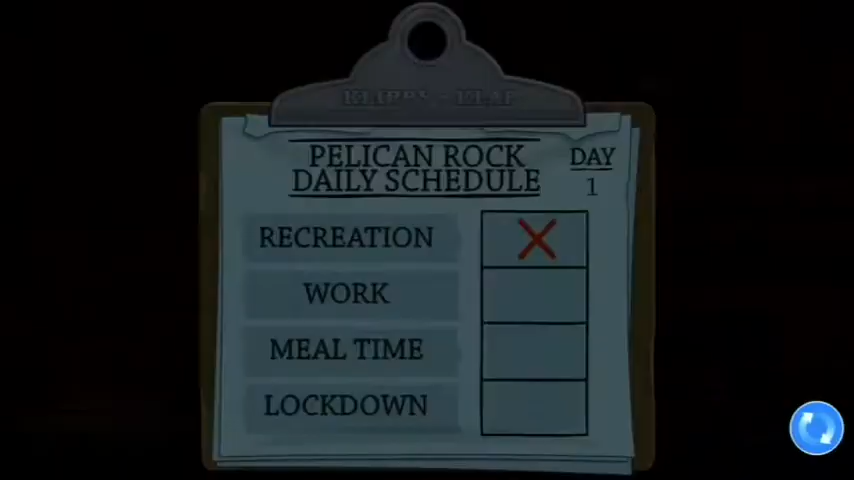 PELICAN ROCK
DAILY SCHEDULE
DAY
1
RECREATION
WORK
MEAL TIME
LOCKDOWN